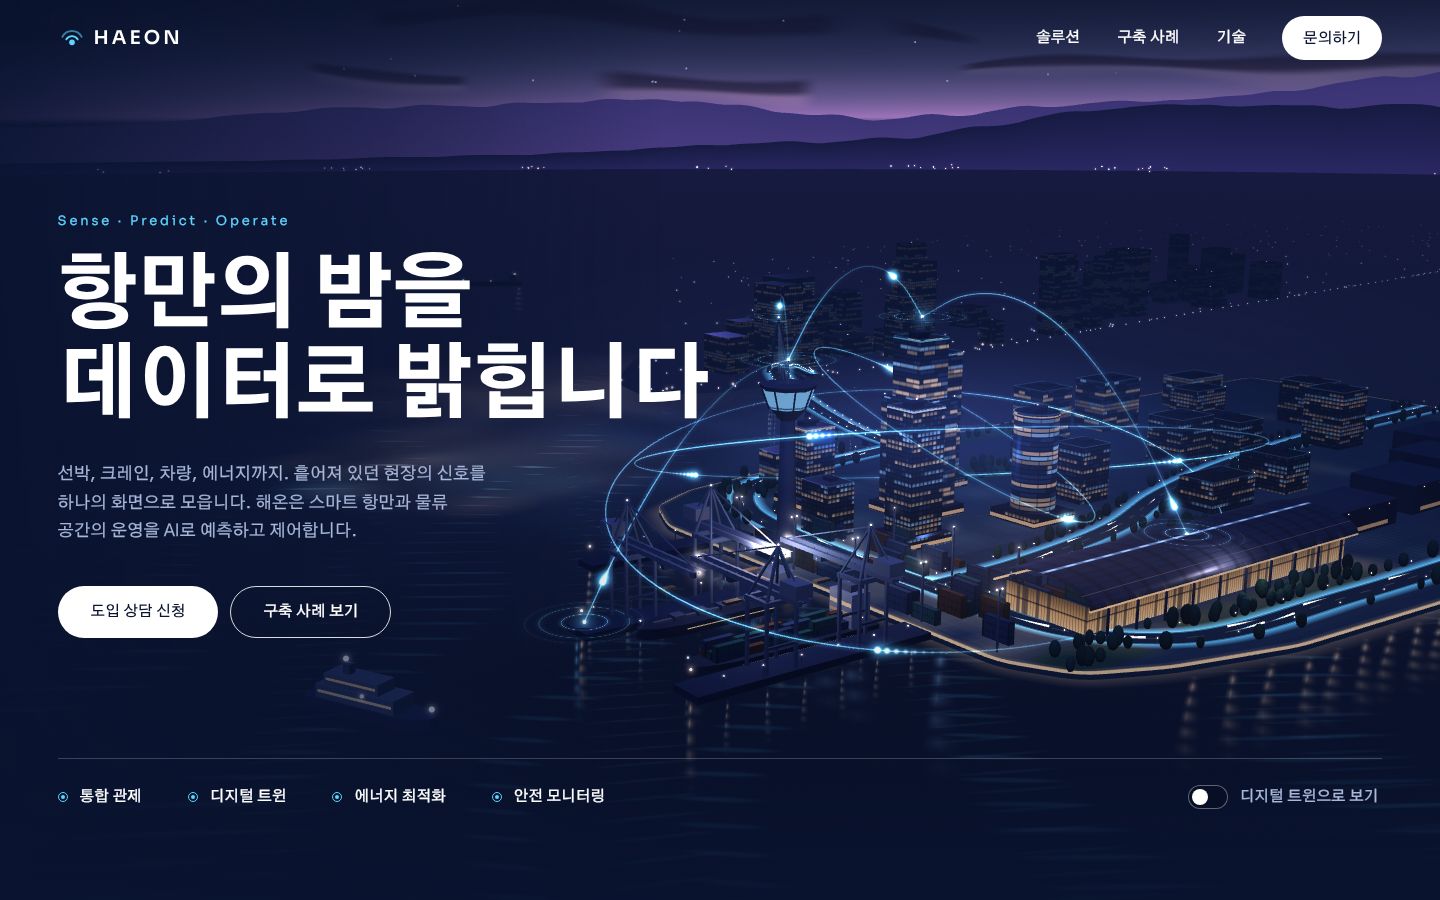 HAEON
솔루션
구축 사례
기술
문의하기
Sense · Predict · Operate
항만의 밤을
데이터로 밝힙니다
선박, 크레인, 차량, 에너지까지. 흩어져 있던 현장의 신호를
하나의 화면으로 모읍니다. 해온은 스마트 항만과 물류
공간의 운영을 AI로 예측하고 제어합니다.
도입 상담 신청
구축 사례 보기
통합 관제
디지털 트윈
에너지 최적화
안전 모니터링
디지털 트윈으로 보기